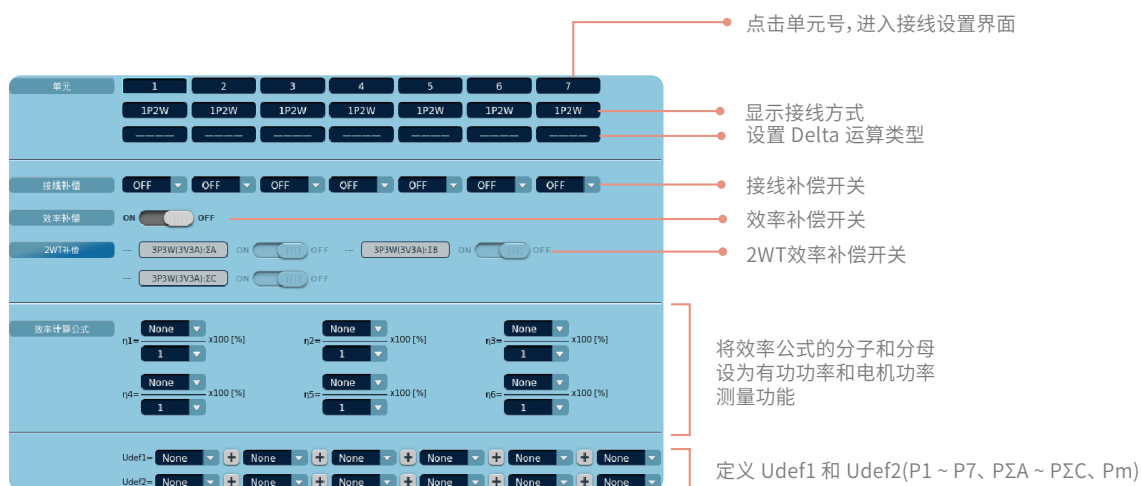 点击单元号，进入接线设置界面
单元 1 2 3 4 5 6 7
1P2W 1P2W 1P2W 1P2W 1P2W 1P2W 1P2W
显示接线方式
———— ———— ———— ———— ———— ———— ————
设置 Delta 运算类型
接线补偿 OFF OFF OFF OFF OFF OFF OFF
接线补偿开关
效率补偿 ON OFF
效率补偿开关
2WT补偿 3P3W(3V3A):ΣA ON OFF 3P3W(3V3A):ΣB ON OFF
2WT效率补偿开关
3P3W(3V3A):ΣC ON OFF
效率计算公式
None None None
η1= x100 [%] η2= x100 [%] η3= x100 [%]
1 1 1
None None None
η4= x100 [%] η5= x100 [%] η6= x100 [%]
1 1 1
将效率公式的分子和分母
设为有功功率和电机功率
测量功能
Udef1= None + None + None + None + None + None
Udef2= None + None + None + None + None + None
定义 Udef1 和 Udef2(P1 ~ P7、PΣA ~ PΣC、Pm)